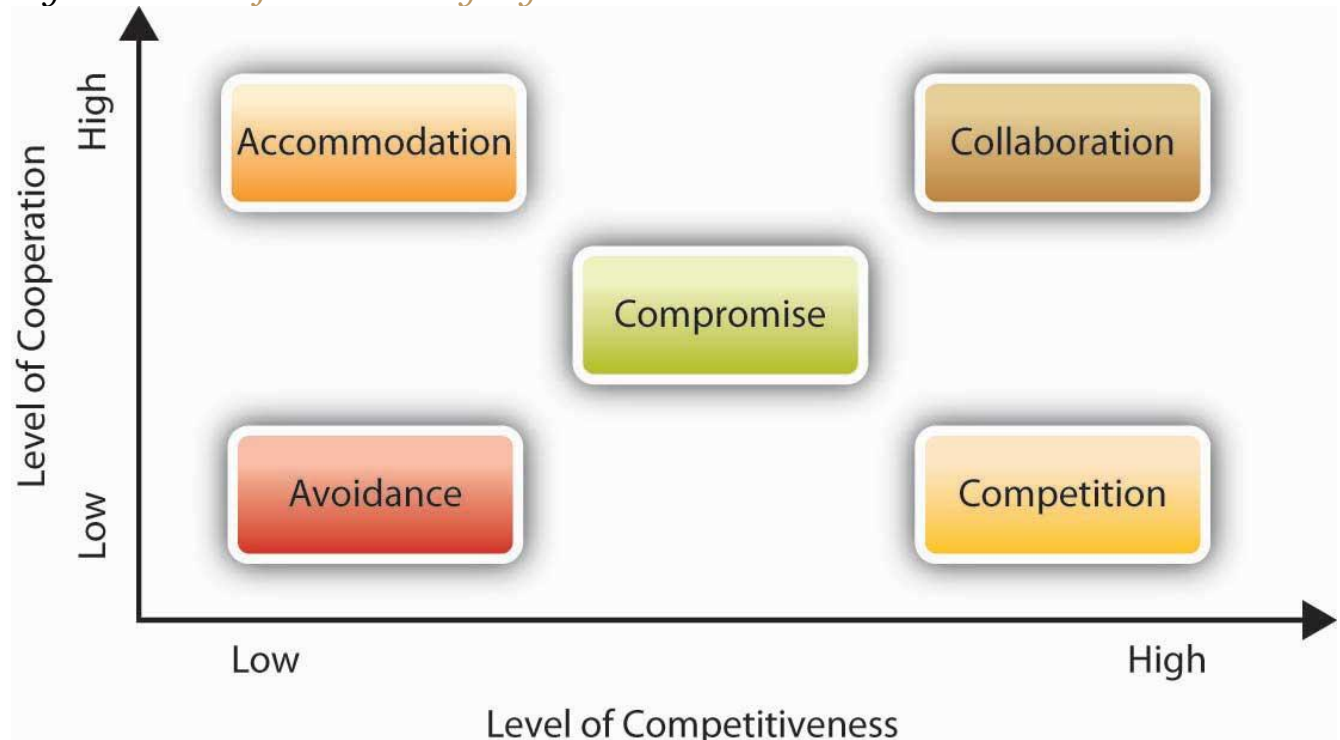 High
Accommodation
Collaboration
Level of Cooperation
Compromise
Avoidance
Competition
Low
Low
High
Level of Competitiveness